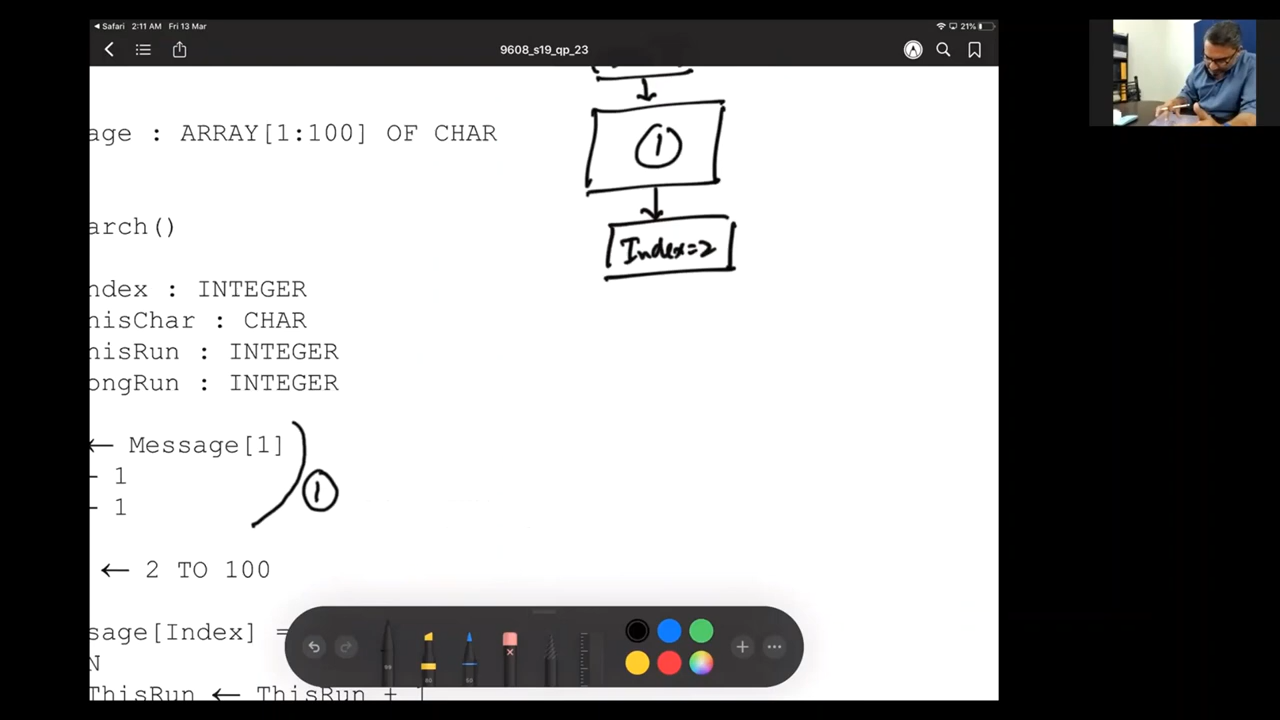 Safari 2:11 AM Fri 13 Mar 21%
9608_s19_qp_23
age : ARRAY[1:100] OF CHAR
1
arch()
Index=2
ndex : INTEGER
hisChar : CHAR
hisRun : INTEGER
ongRun : INTEGER
← Message[1]
1
1
1
← 2 TO 100
sage[Index] =
N
ThisRun ← ThisRun + 1